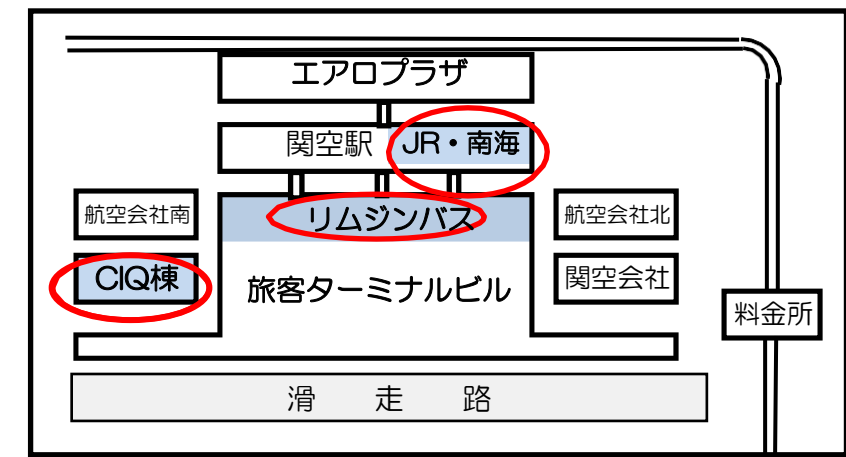 エアロプラザ
関空駅 JR・南海
航空会社南
リムジンバス
航空会社北
CIQ棟
旅客ターミナルビル
関空会社
料金所
滑走路